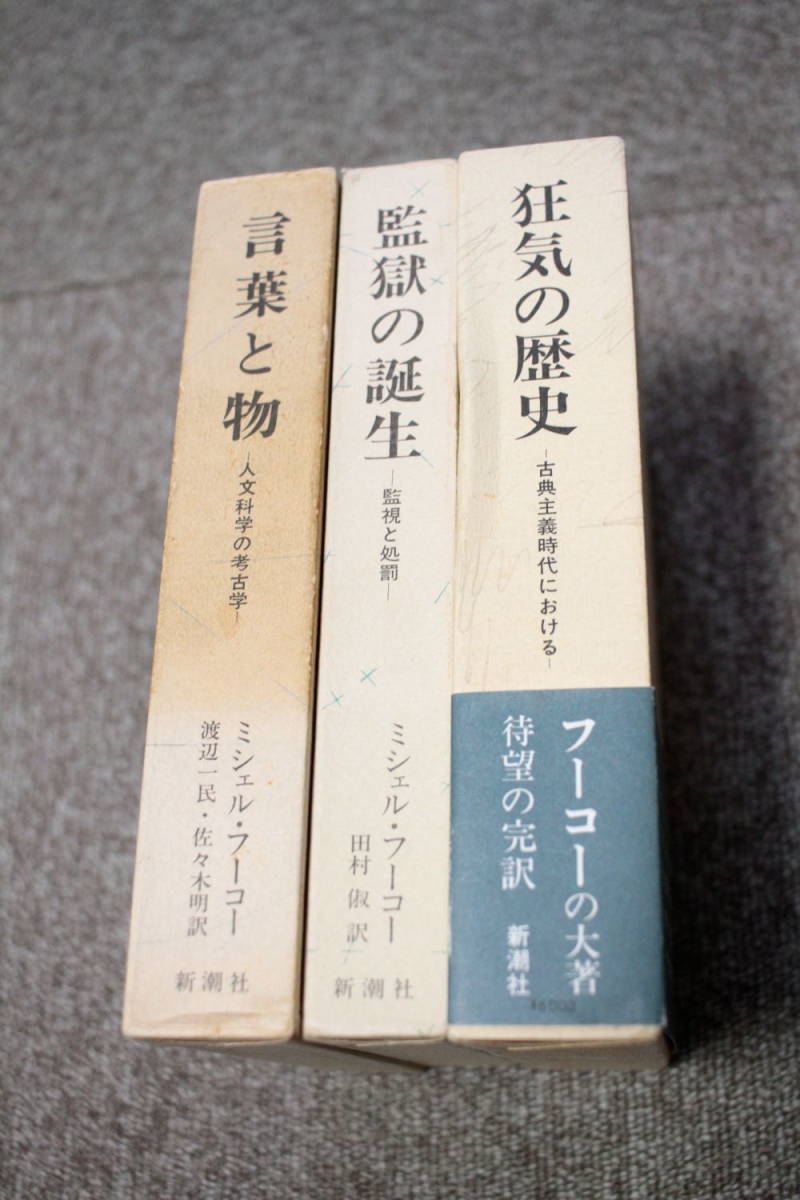 言葉と物
―人文科学の考古学―
ミシェル・フーコー
渡辺一民・佐々木明訳
新潮社
監獄の誕生
―監視と処罰―
ミシェル・フーコー
田村 俶 訳
新潮社
狂気の歴史
―古典主義時代における―
フーコーの大著
待望の完訳
新潮社
¥6000